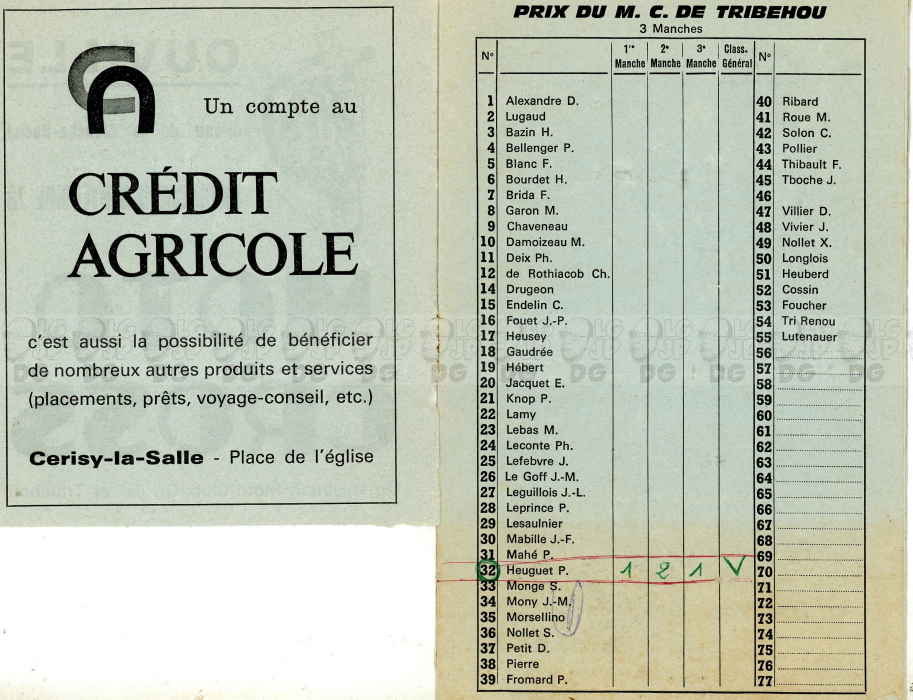 Un compte au
CRÉDIT
AGRICOLE
c'est aussi la possibilité de bénéficier
de nombreux autres produits et services
(placements, prêts, voyage-conseil, etc.)
Cerisy-la-Salle - Place de l'église
PRIX DU M. C. DE TRIBEHOU
3 Manches
N° 1re Manche 2e Manche 3e Manche Class. Général N°
1 Alexandre D. 40 Ribard
2 Lugaud 41 Roue M.
3 Bazin H. 42 Solon C.
4 Bellenger P. 43 Pollier
5 Blanc F. 44 Thibault F.
6 Bourdet H. 45 Tboche J.
7 Brida F. 46
8 Garon M. 47 Villier D.
9 Chaveneau 48 Vivier J.
10 Damoizeau M. 49 Nollet X.
11 Deix Ph. 50 Longlois
12 de Rothiacob Ch. 51 Heuberd
14 Drugeon 52 Cossin
15 Endelin C. 53 Foucher
16 Fouet J.-P. 54 Tri Renou
17 Heusey 55 Lutenauer
18 Gaudrée 56
19 Hébert 57
20 Jacquet E. 58
21 Knop P. 59
22 Lamy 60
23 Lebas M. 61
24 Leconte Ph. 62
25 Lefebvre J. 63
26 Le Goff J.-M. 64
27 Leguillois J.-L. 65
28 Leprince P. 66
29 Lesaulnier 67
30 Mabille J.-F. 68
31 Mahé P. 69
32 Heuguet P. 1 2 1 V 70
33 Monge S. 71
34 Mony J.-M. 72
35 Morsellino 73
36 Nollet S. 74
37 Petit D. 75
38 Pierre 76
39 Fromard P. 77